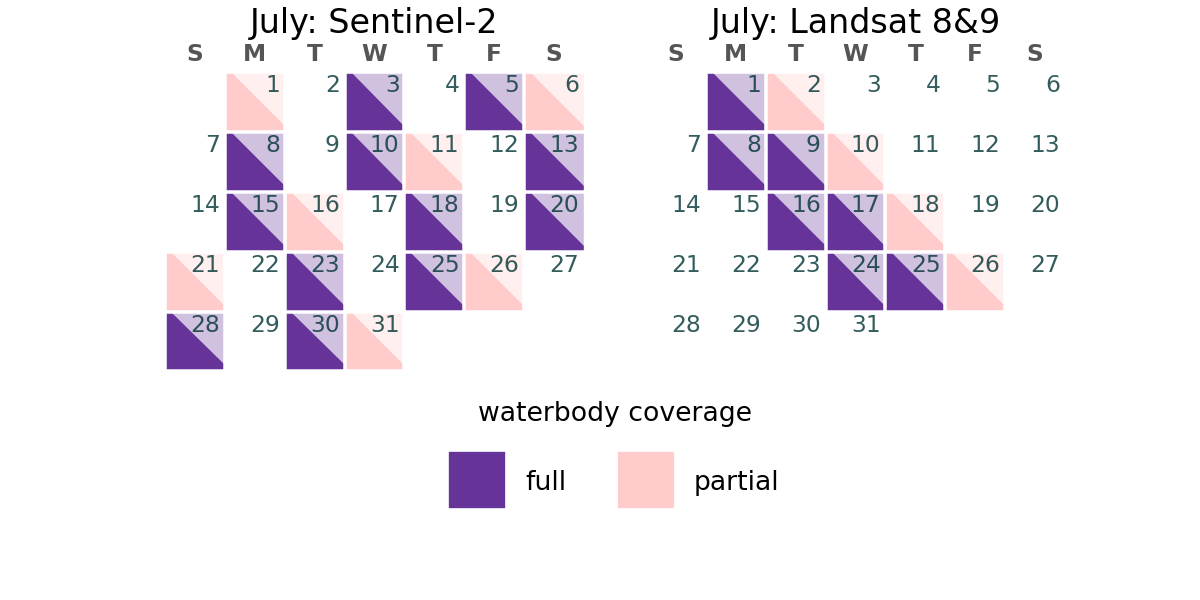 July: Sentinel-2
S M T W T F S
1 2 3 4 5 6
7 8 9 10 11 12 13
14 15 16 17 18 19 20
21 22 23 24 25 26 27
28 29 30 31
July: Landsat 8&9
S M T W T F S
1 2 3 4 5 6
7 8 9 10 11 12 13
14 15 16 17 18 19 20
21 22 23 24 25 26 27
28 29 30 31
waterbody coverage
full partial